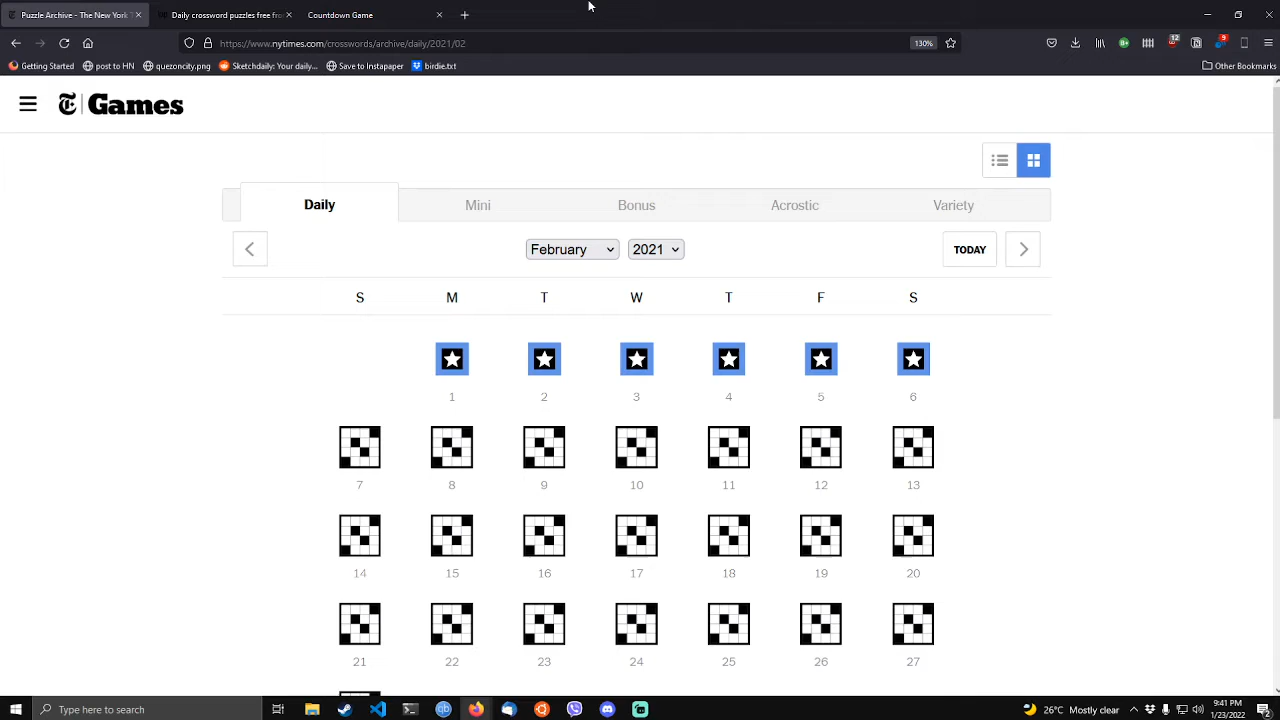 Puzzle Archive - The New York T
Daily crossword puzzles free fro
Countdown Game
https://www.nytimes.com/crosswords/archive/daily/2021/02
130%
12
9
Getting Started
post to HN
quezoncity.png
Sketchdaily: Your daily...
Save to Instapaper
birdie.txt
Other Bookmarks
T Games
Daily
Mini
Bonus
Acrostic
Variety
February
2021
TODAY
S M T W T F S
1 2 3 4 5 6
7 8 9 10 11 12 13
14 15 16 17 18 19 20
21 22 23 24 25 26 27
Type here to search
26°C Mostly clear
9:41 PM
1/23/2022